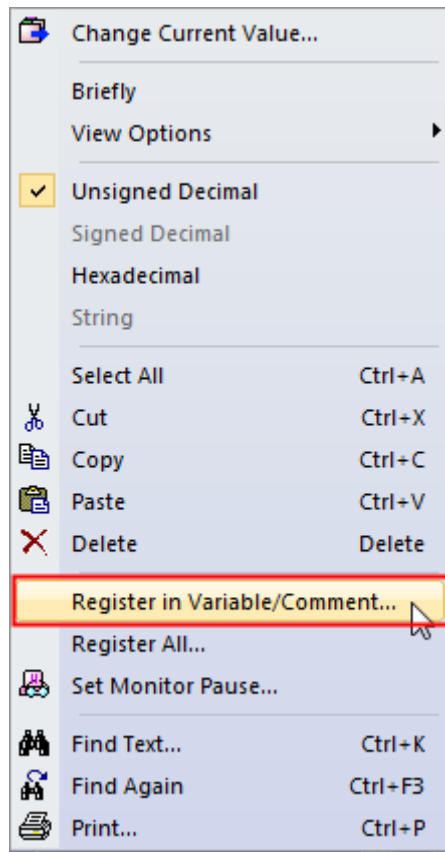 Change Current Value...
Briefly
View Options
Unsigned Decimal
Signed Decimal
Hexadecimal
String
Select All Ctrl+A
Cut Ctrl+X
Copy Ctrl+C
Paste Ctrl+V
Delete Delete
Register in Variable/Comment...
Register All...
Set Monitor Pause...
Find Text... Ctrl+K
Find Again Ctrl+F3
Print... Ctrl+P